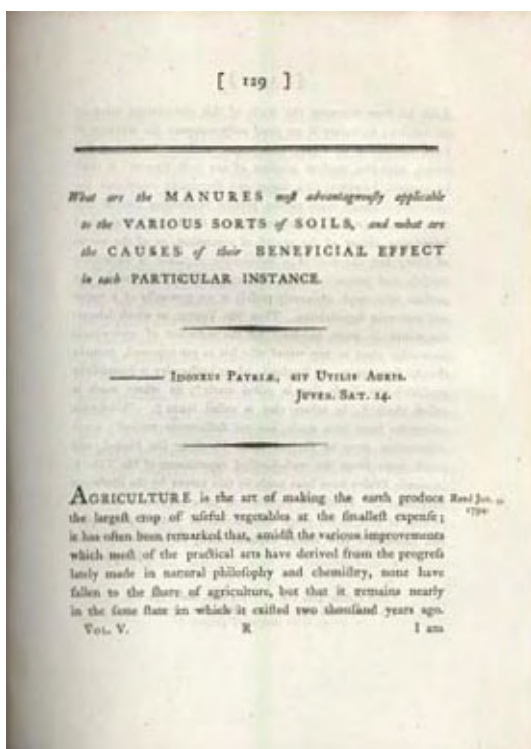 [ 129 ]
What are the MANURES moſt advantageouſly applicable
to the VARIOUS SORTS of SOILS, and what are
the CAUSES of their BENEFICIAL EFFECT
in each PARTICULAR INSTANCE.
IDONEUS PATRIÆ, SIT UTILIS AGRIS.
JUVEN. SAT. 14.
AGRICULTURE is the art of making the earth produce Read Jun.
the largeſt crop of uſeful vegetables at the ſmalleſt expenſe; 179
it has often been remarked that, amidſt the various improvements
which moſt of the practical arts have derived from the progreſs
lately made in natural philoſophy and chemiſtry, none have
fallen to the ſhare of agriculture, but that it remains nearly
in the ſame ſtate in which it exiſted two thouſand years ago.
VOL. V. R I am